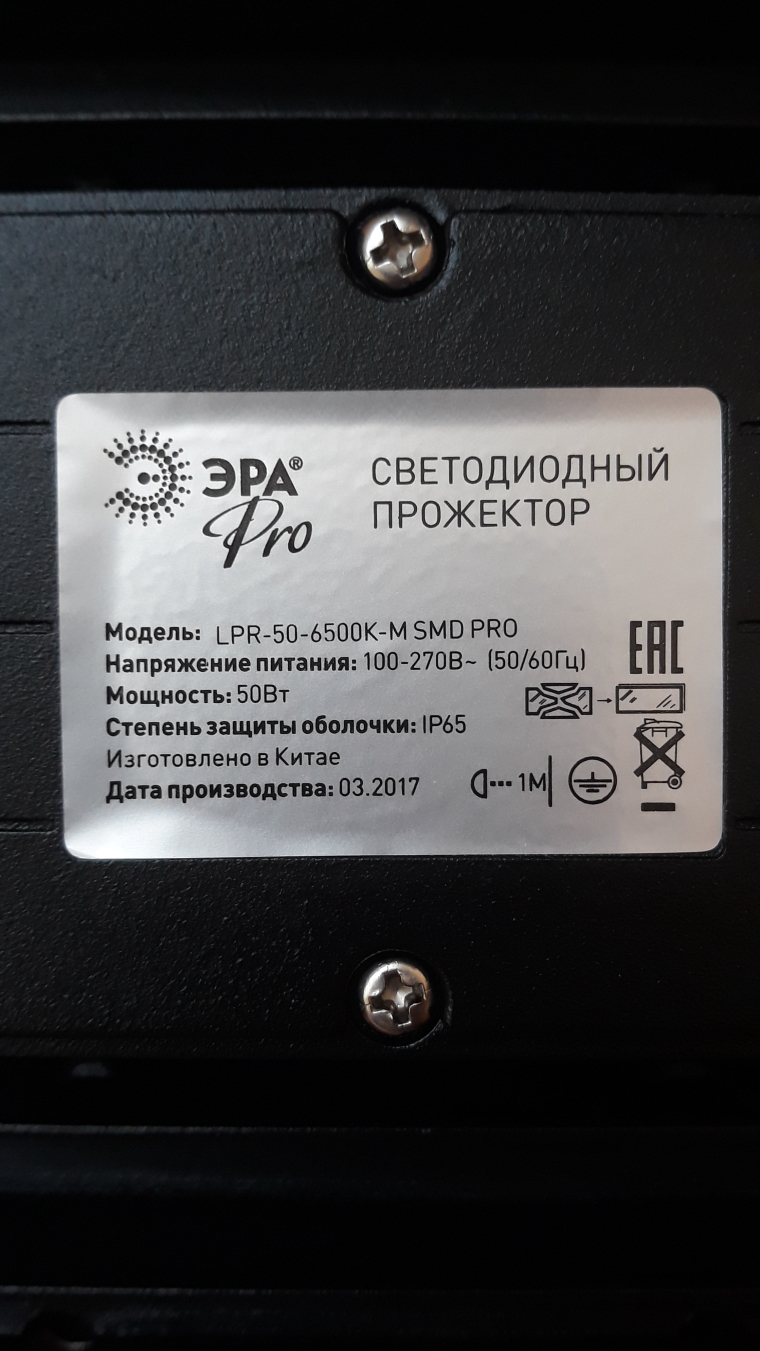 ЭРА®
Pro
СВЕТОДИОДНЫЙ
ПРОЖЕКТОР
Модель: LPR-50-6500K-M SMD PRO
Напряжение питания: 100-270В~ (50/60Гц)
Мощность: 50Вт
Степень защиты оболочки: IP65
Изготовлено в Китае
Дата производства: 03.2017
EAC
1М